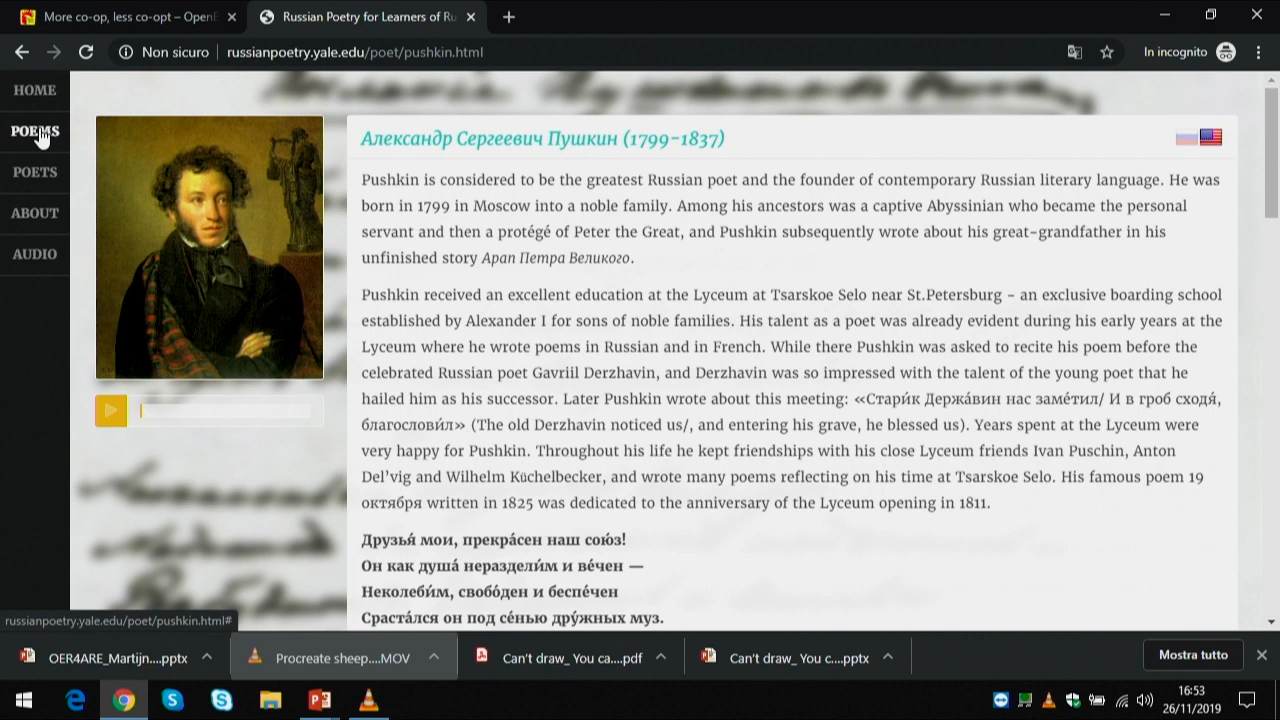 More co-op, less co-opt – OpenE
Russian Poetry for Learners of Ru
Non sicuro
russianpoetry.yale.edu/poet/pushkin.html
In incognito
HOME
POEMS
POETS
ABOUT
AUDIO
Александр Сергеевич Пушкин (1799-1837)
Pushkin is considered to be the greatest Russian poet and the founder of contemporary Russian literary language. He was
born in 1799 in Moscow into a noble family. Among his ancestors was a captive Abyssinian who became the personal
servant and then a protégé of Peter the Great, and Pushkin subsequently wrote about his great-grandfather in his
unfinished story Арап Петра Великого.
Pushkin received an excellent education at the Lyceum at Tsarskoe Selo near St.Petersburg - an exclusive boarding school
established by Alexander I for sons of noble families. His talent as a poet was already evident during his early years at the
Lyceum where he wrote poems in Russian and in French. While there Pushkin was asked to recite his poem before the
celebrated Russian poet Gavriil Derzhavin, and Derzhavin was so impressed with the talent of the young poet that he
hailed him as his successor. Later Pushkin wrote about this meeting: «Стари́к Держа́вин нас заме́тил/ И в гроб сходя́,
благослови́л» (The old Derzhavin noticed us/, and entering his grave, he blessed us). Years spent at the Lyceum were
very happy for Pushkin. Throughout his life he kept friendships with his close Lyceum friends Ivan Puschin, Anton
Del’vig and Wilhelm Küchelbecker, and wrote many poems reflecting on his time at Tsarskoe Selo. His famous poem 19
октября written in 1825 was dedicated to the anniversary of the Lyceum opening in 1811.
Друзья́ мои, прекра́сен наш сою́з!
Он как душа́ неразделим́ и ве́чен —
Неколеби́м, свобо́ден и беспе́чен
Сраста́лся он под се́нью дру́жных муз.
russianpoetry.yale.edu/poet/pushkin.html#
OER4ARE_Martijn....pptx
Procreate sheep....MOV
Can't draw_ You ca....pdf
Can't draw_ You c....pptx
Mostra tutto
16:53
26/11/2019